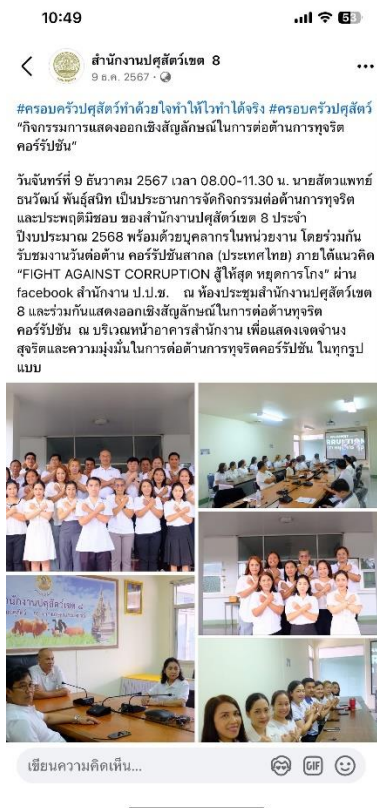 10:49
53
สำนักงานปศุสัตว์เขต 8
9 ธ.ค. 2567
#ครอบครัวปศุสัตว์ทำด้วยใจทำให้ไวทำได้จริง #ครอบครัวปศุสัตว์
“กิจกรรมการแสดงออกเชิงสัญลักษณ์ในการต่อต้านการทุจริต
คอร์รัปชัน“
วันจันทร์ที่ 9 ธันวาคม 2567 เวลา 08.00-11.30 น. นายสัตวแพทย์
ธนวัฒน์ พันธุ์สนิท เป็นประธานการจัดกิจกรรมต่อต้านการทุจริต
และประพฤติมิชอบ ของสำนักงานปศุสัตว์เขต 8 ประจำ
ปีงบประมาณ 2568 พร้อมด้วยบุคลากรในหน่วยงาน โดยร่วมกัน
รับชมงานวันต่อต้าน คอร์รัปชันสากล (ประเทศไทย) ภายใต้แนวคิด
“FIGHT AGAINST CORRUPTION สู้ให้สุด หยุดการโกง” ผ่าน
facebook สำนักงาน ป.ป.ช. ณ ห้องประชุมสำนักงานปศุสัตว์เขต
8 และร่วมกันแสดงออกเชิงสัญลักษณ์ในการต่อต้านทุจริต
คอร์รัปชัน ณ บริเวณหน้าอาคารสำนักงาน เพื่อแสดงเจตจำนง
สุจริตและความมุ่งมั่นในการต่อต้านการทุจริตคอร์รัปชัน ในทุกรูป
แบบ
นักงานปศุสัตว์เขต ๘
เขียนความคิดเห็น...
GIF